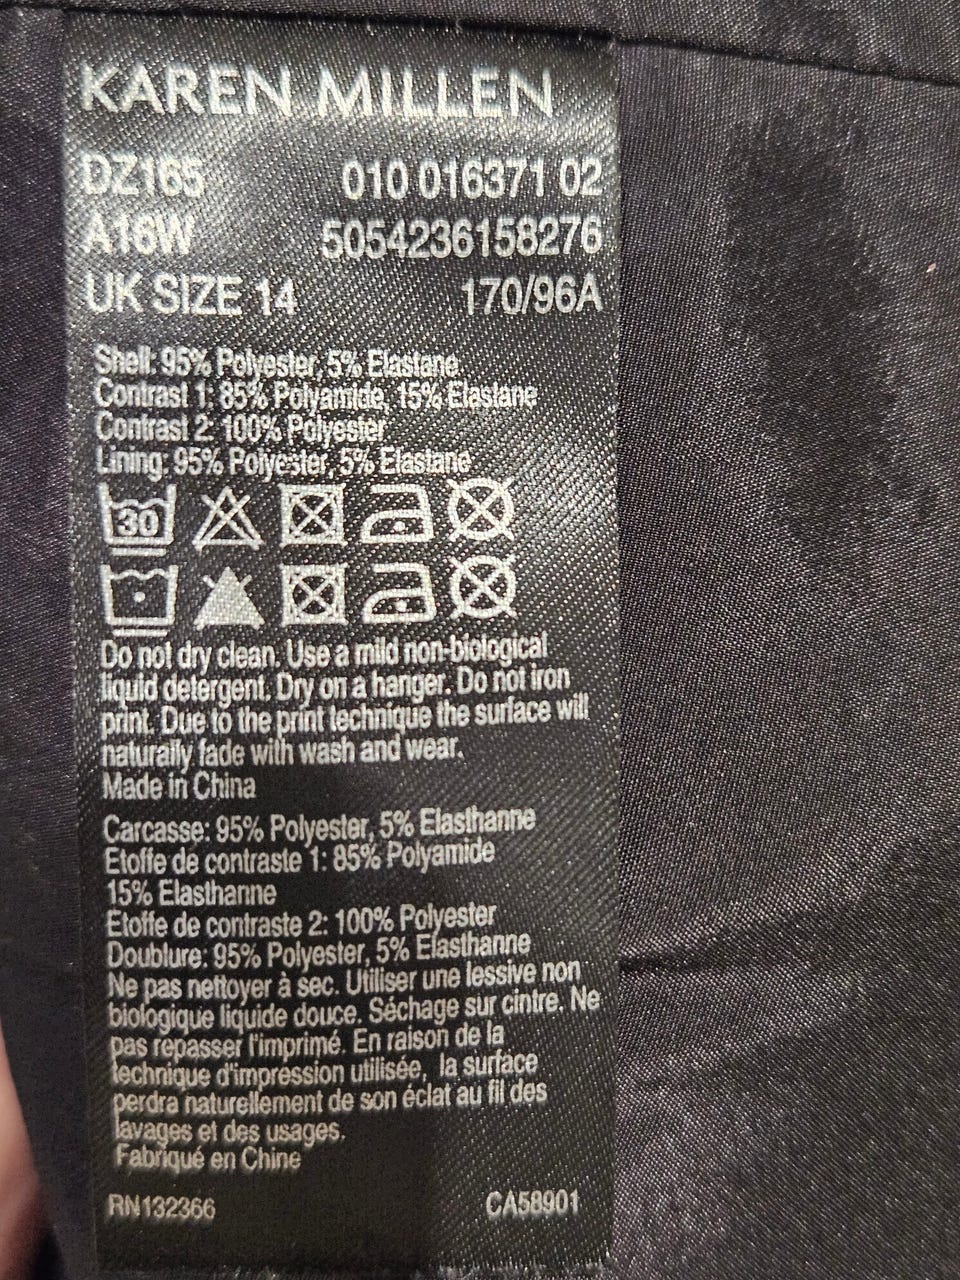 KAREN MILLEN
DZ165 010 016371 02
A16W 5054236158276
UK SIZE 14 170/96A
Shell: 95% Polyester, 5% Elastane
Contrast 1: 85% Polyamide, 15% Elastane
Contrast 2: 100% Polyester
Lining: 95% Polyester, 5% Elastane
30
Do not dry clean. Use a mild non-biological
liquid detergent. Dry on a hanger. Do not iron
print. Due to the print technique the surface will
naturally fade with wash and wear.
Made in China
Carcasse: 95% Polyester, 5% Elasthanne
Etoffe de contraste 1: 85% Polyamide
15% Elasthanne
Etoffe de contraste 2: 100% Polyester
Doublure: 95% Polyester, 5% Elasthanne
Ne pas nettoyer à sec. Utiliser une lessive non
biologique liquide douce. Séchage sur cintre. Ne
pas repasser l'imprimé. En raison de la
technique d'impression utilisée, la surface
perdra naturellement de son éclat au fil des
lavages et des usages.
Fabriqué en Chine
RN132366 CA58901